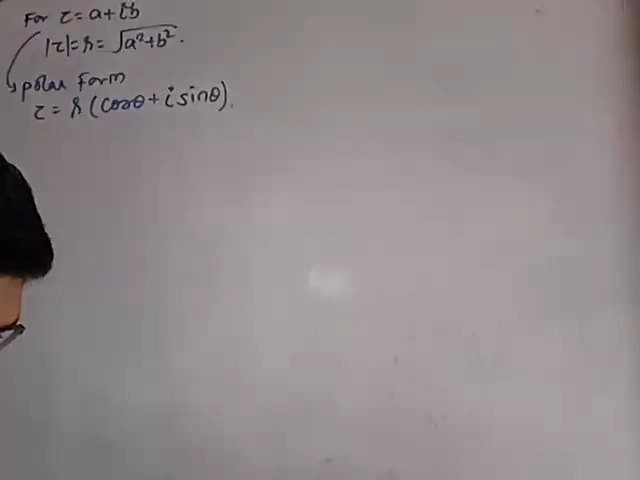 For z = a + ib
|z| = r = √a²+b².
polar form
z = r (cosθ + i sinθ).